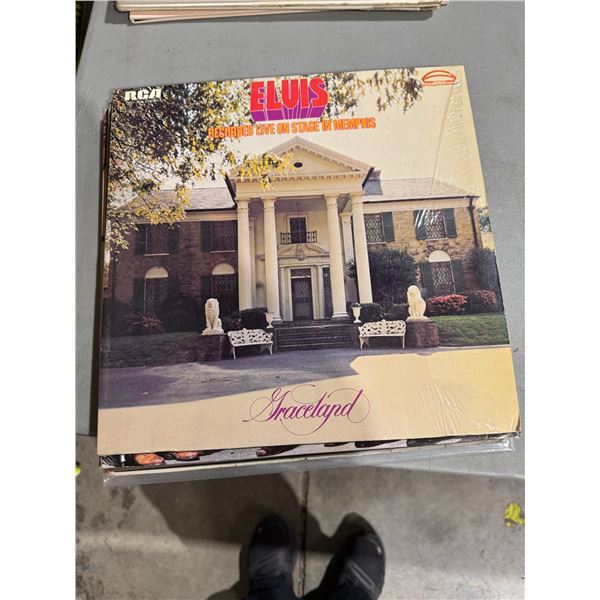 RCA
ELVIS
RECORDED LIVE ON STAGE IN MEMPHIS
Graceland